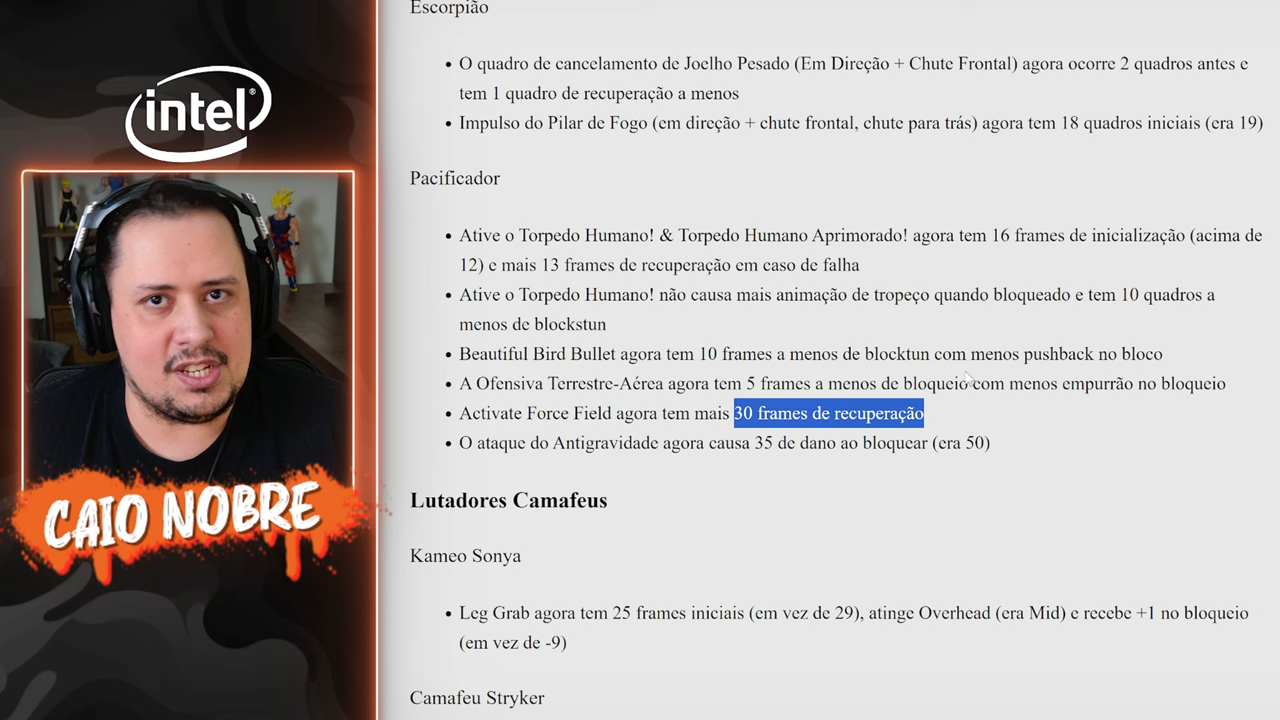 intel
CAIO NOBRE
Escorpião
• O quadro de cancelamento de Joelho Pesado (Em Direção + Chute Frontal) agora ocorre 2 quadros antes e
tem 1 quadro de recuperação a menos
• Impulso do Pilar de Fogo (em direção + chute frontal, chute para trás) agora tem 18 quadros iniciais (era 19)
Pacificador
• Ative o Torpedo Humano! & Torpedo Humano Aprimorado! agora tem 16 frames de inicialização (acima de
12) e mais 13 frames de recuperação em caso de falha
• Ative o Torpedo Humano! não causa mais animação de tropeço quando bloqueado e tem 10 quadros a
menos de blockstun
• Beautiful Bird Bullet agora tem 10 frames a menos de blocktun com menos pushback no bloco
• A Ofensiva Terrestre-Aérea agora tem 5 frames a menos de bloqueio com menos empurrão no bloqueio
• Activate Force Field agora tem mais 30 frames de recuperação
• O ataque do Antigravidade agora causa 35 de dano ao bloquear (era 50)
Lutadores Camafeus
Kameo Sonya
• Leg Grab agora tem 25 frames iniciais (em vez de 29), atinge Overhead (era Mid) e recebe +1 no bloqueio
(em vez de -9)
Camafeu Stryker